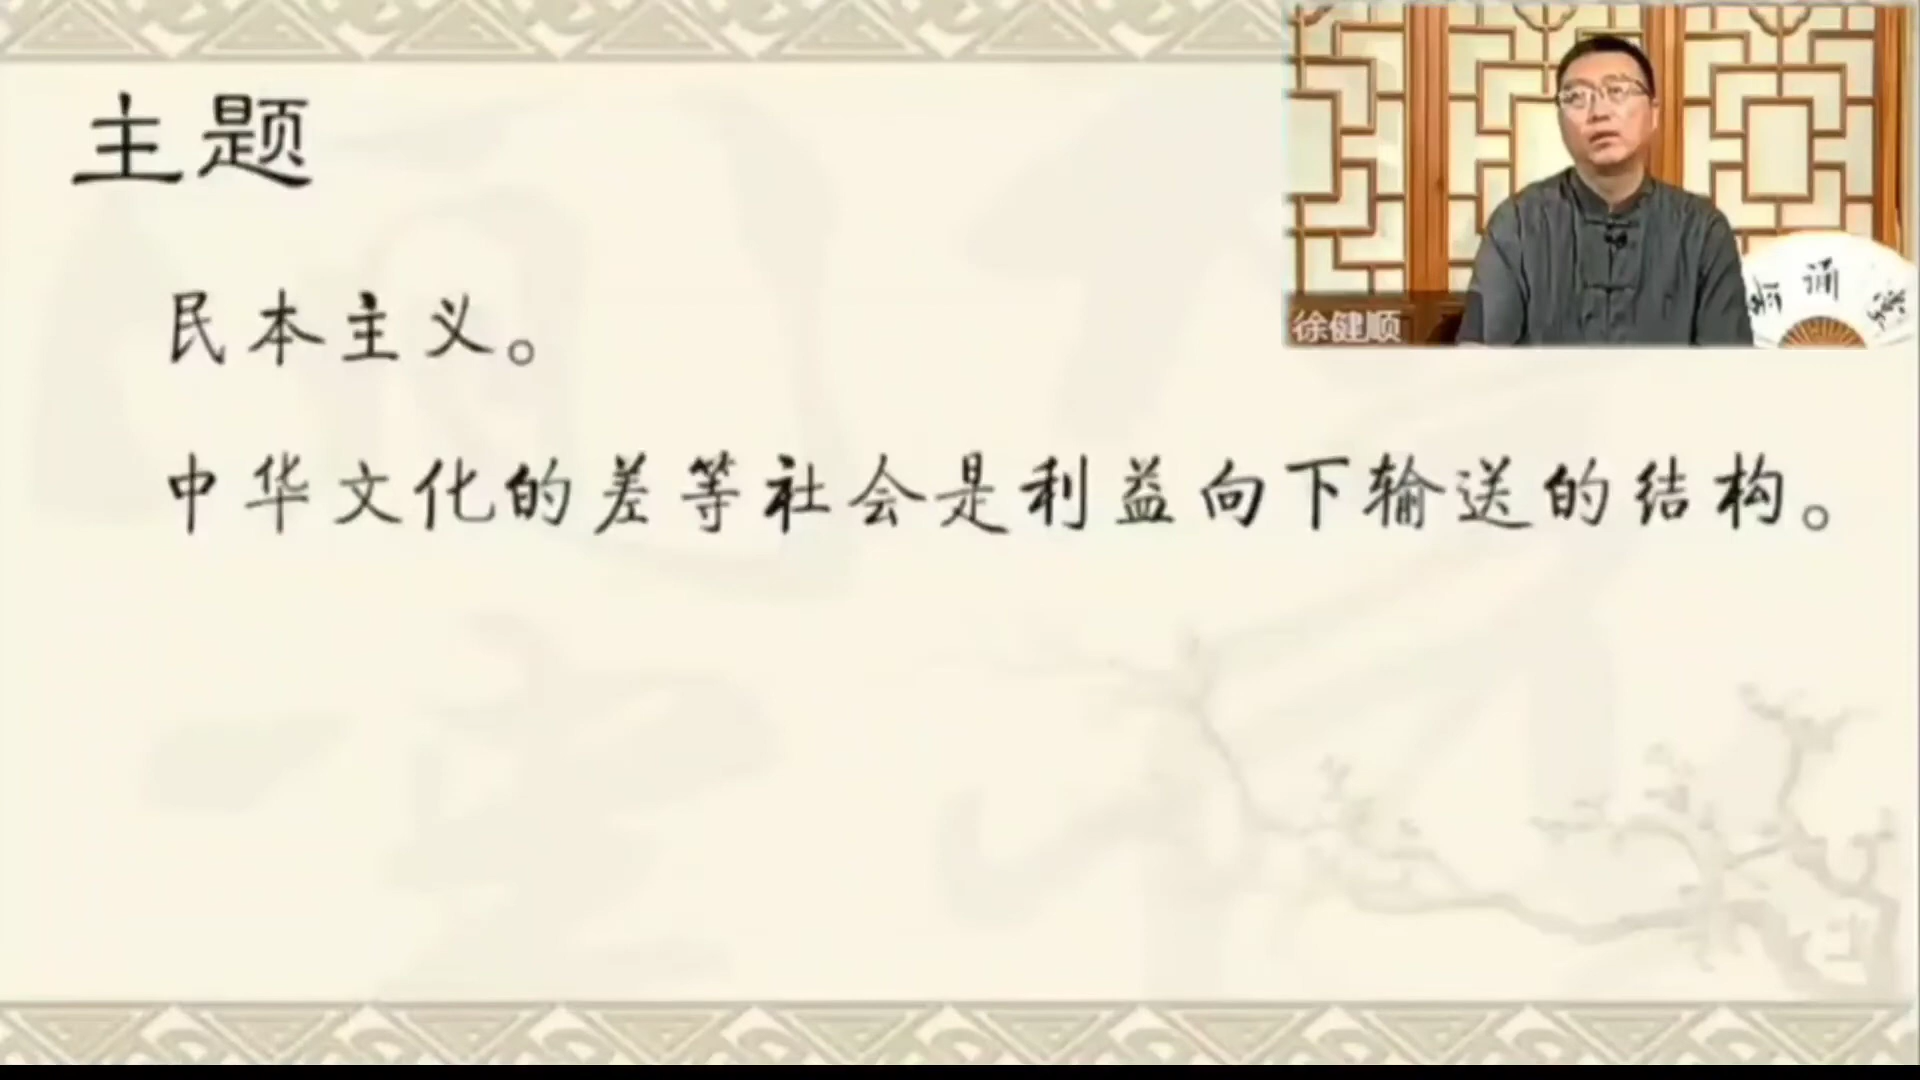 主题
徐健顺
民本主义。
中华文化的差等社会是利益向下输送的结构。
诵